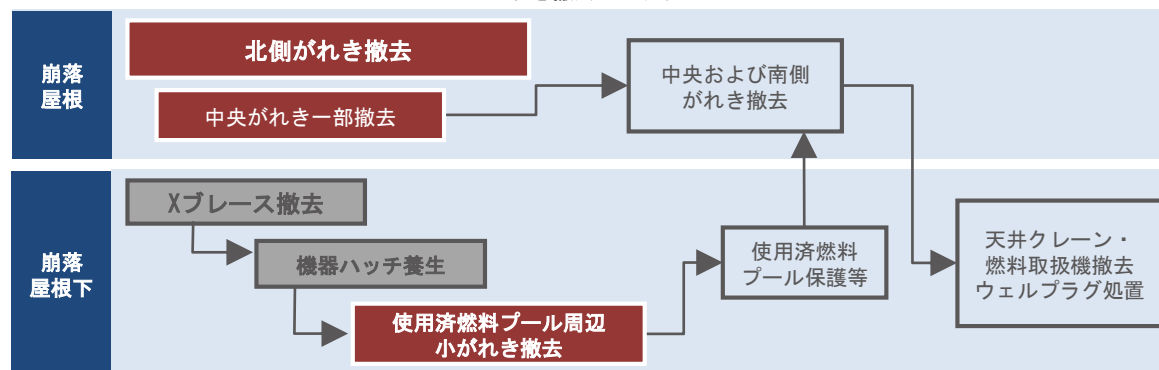 崩落
屋根
北側がれき撤去
中央がれき一部撤去
中央および南側
がれき撤去
崩落
屋根下
Xブレース撤去
機器ハッチ養生
使用済燃料プール周辺
小がれき撤去
使用済燃料
プール保護等
天井クレーン・
燃料取扱機撤去
ウェルプラグ処置